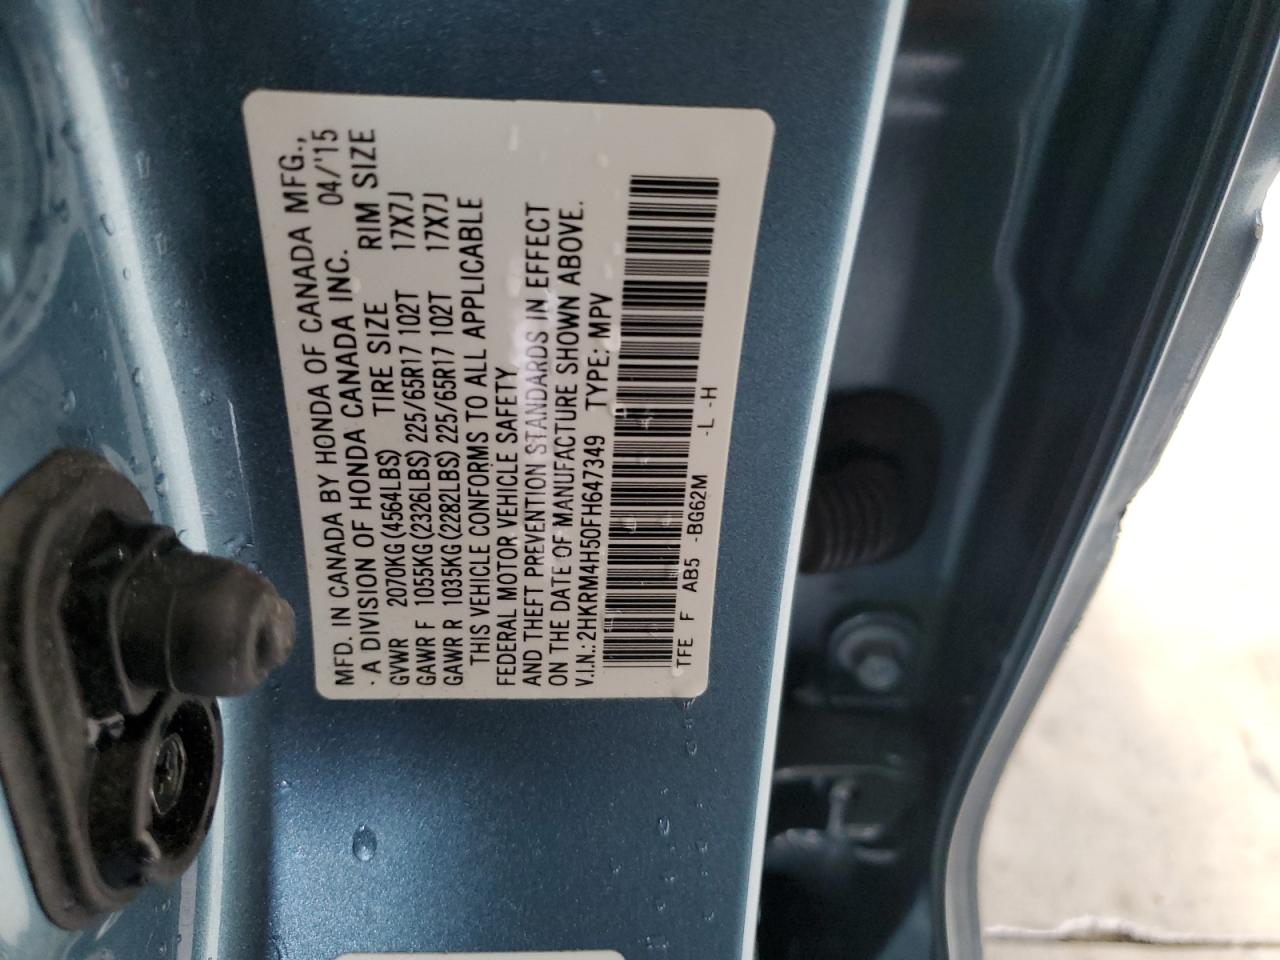 MFD. IN CANADA BY HONDA OF CANADA MFG.,
- A DIVISION OF HONDA CANADA INC. 04/'15
GVWR 2070KG(4564LBS) TIRE SIZE RIM SIZE
GAWR F 1055KG(2326LBS) 225/65R17 102T 17X7J
GAWR R 1035KG(2282LBS) 225/65R17 102T 17X7J
THIS VEHICLE CONFORMS TO ALL APPLICABLE
FEDERAL MOTOR VEHICLE SAFETY
AND THEFT PREVENTION STANDARDS IN EFFECT
ON THE DATE OF MANUFACTURE SHOWN ABOVE.
V.I.N.: 2HKRM4H50FH647349 TYPE: MPV
TFE F AB5 -BG62M -L -H